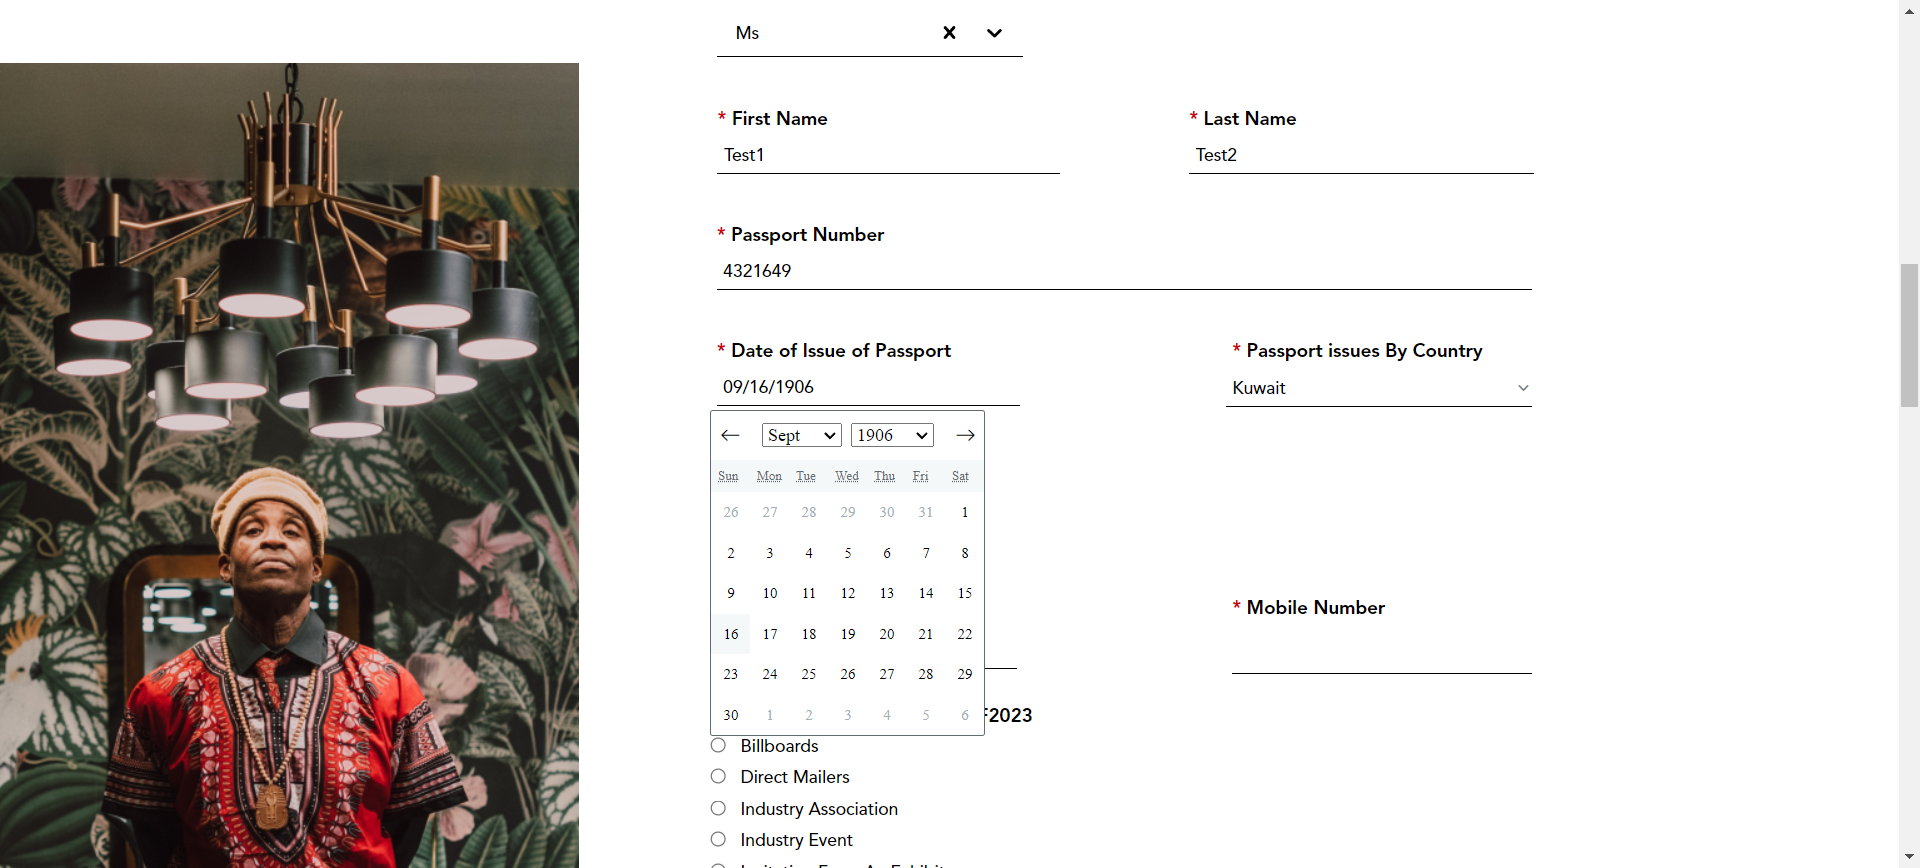 Ms
* First Name
* Last Name
Test1
Test2
* Passport Number
4321649
* Date of Issue of Passport
* Passport issues By Country
09/16/1906
Kuwait
Sept 1906
Sun Mon Tue Wed Thu Fri Sat
26 27 28 29 30 31 1
2 3 4 5 6 7 8
9 10 11 12 13 14 15
16 17 18 19 20 21 22
23 24 25 26 27 28 29
30 1 2 3 4 5 6
* Mobile Number
F2023
Billboards
Direct Mailers
Industry Association
Industry Event